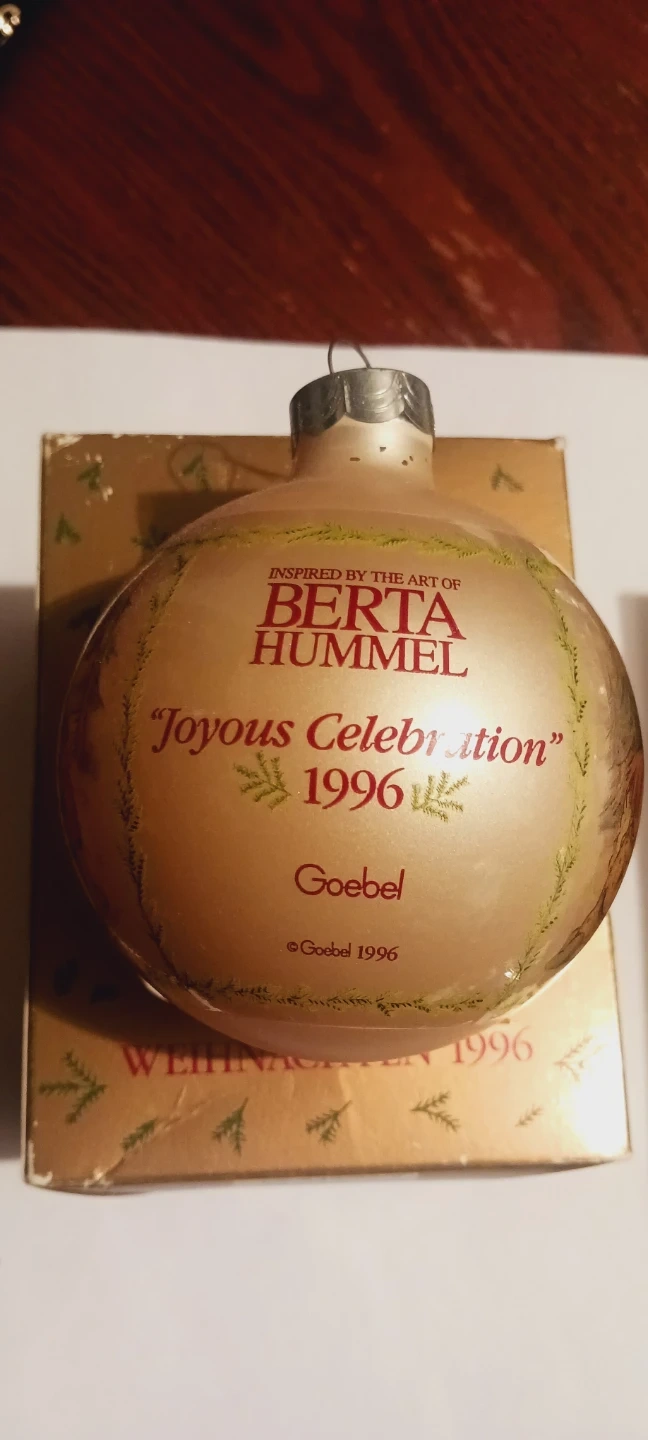 INSPIRED BY THE ART OF
BERTA
HUMMEL
“Joyous Celebration”
1996
Goebel
© Goebel 1996
WEIHNACHTEN 1996